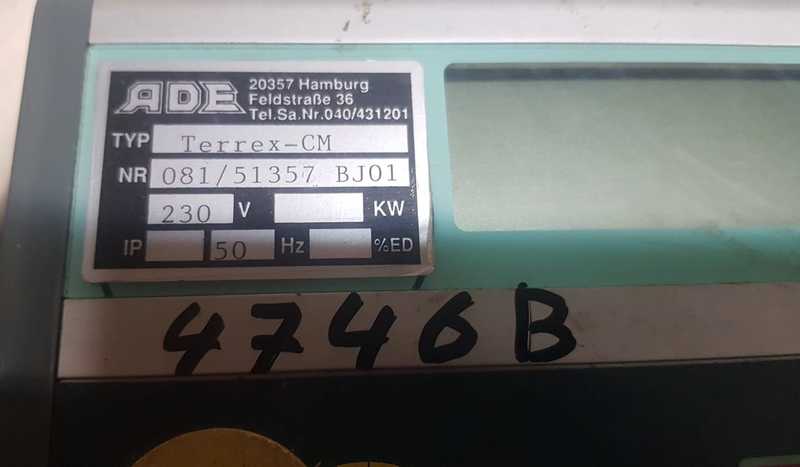 ADE
20357 Hamburg
Feldstraße 36
Tel.Sa.Nr.040/431201
TYP Terrex-CM
NR 081/51357 BJ01
230 V KW
IP 50 Hz %ED
4746B